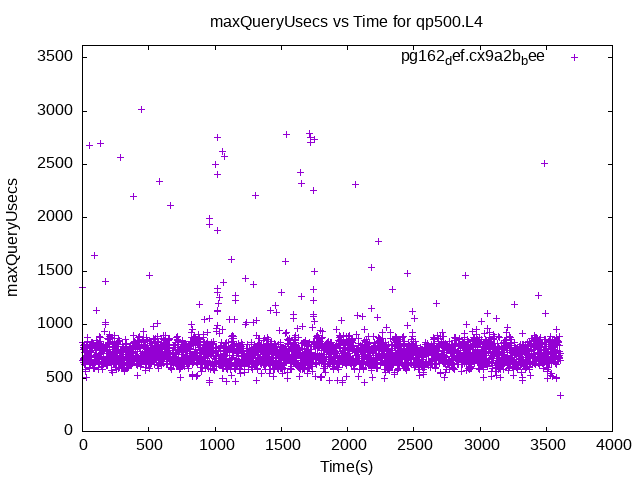 maxQueryUsecs vs Time for qp500.L4
pg162def.cx9a2bbee
3500
3000
2500
2000
1500
1000
500
0
maxQueryUsecs
0 500 1000 1500 2000 2500 3000 3500 4000
Time(s)